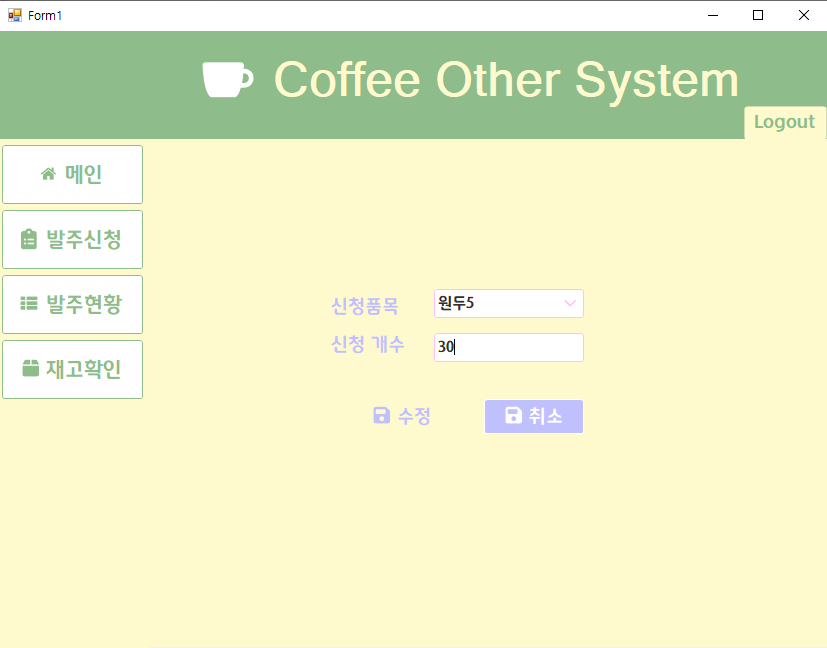 Form1
Coffee Other System
Logout
메인
발주신청
발주현황
재고확인
신청품목 원두5
신청 개수 30
수정 취소